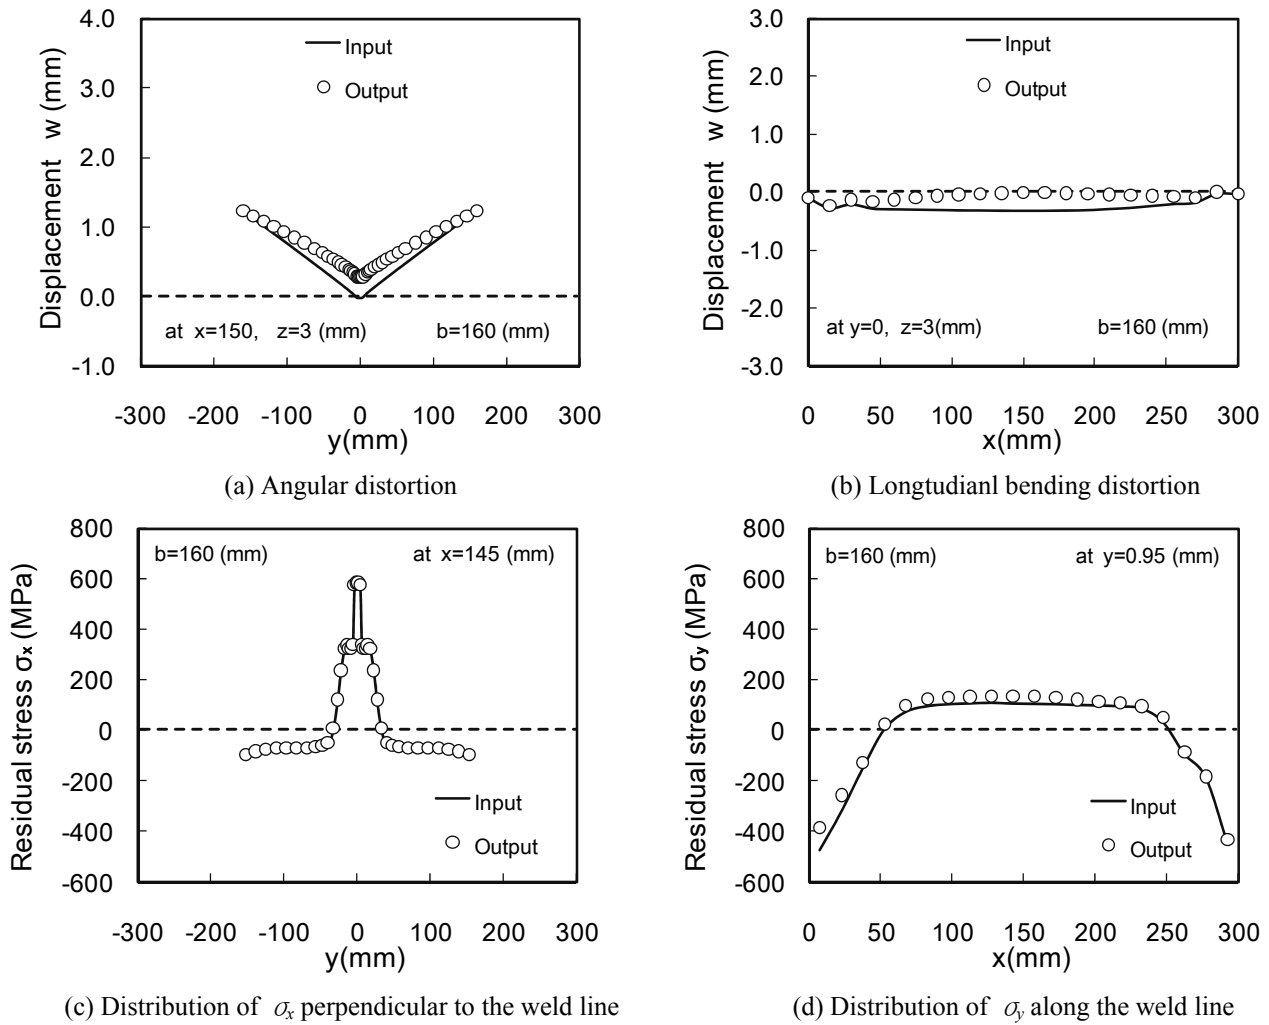 4.0
3.0
2.0
1.0
0.0
-1.0
Displacement w (mm)
Input
Output
at x=150, z=3 (mm) b=160 (mm)
-300 -200 -100 0 100 200 300
y(mm)
(a) Angular distortion
3.0
2.0
1.0
0.0
-1.0
-2.0
-3.0
Displacement w (mm)
Input
Output
at y=0, z=3(mm) b=160 (mm)
0 50 100 150 200 250 300
x(mm)
(b) Longtudianl bending distortion
800
600
400
200
0
-200
-400
-600
Residual stress σx (MPa)
b=160 (mm) at x=145 (mm)
Input
Output
-300 -200 -100 0 100 200 300
y(mm)
(c) Distribution of σx perpendicular to the weld line
800
600
400
200
0
-200
-400
-600
Residual stress σy (MPa)
b=160 (mm) at y=0.95 (mm)
Input
Output
0 50 100 150 200 250 300
x(mm)
(d) Distribution of σy along the weld line